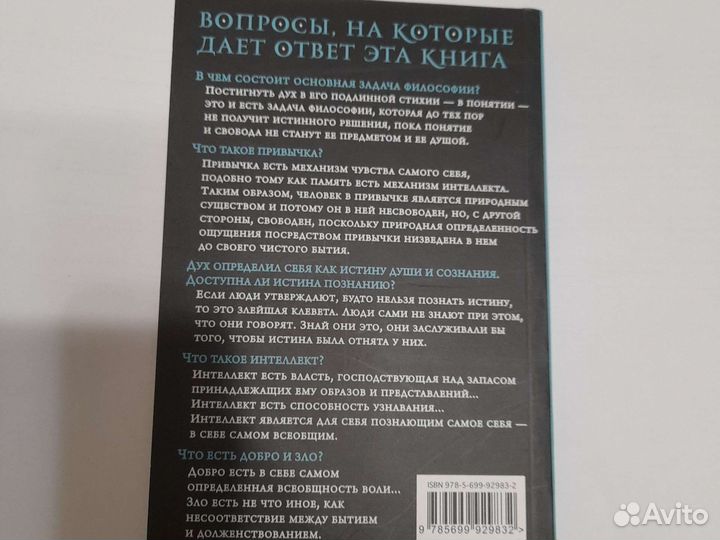 ВОПРОСЫ, НА КОТОРЫЕ
ДАЕТ ОТВЕТ ЭТА КНИГА
В ЧЕМ СОСТОИТ ОСНОВНАЯ ЗАДАЧА ФИЛОСОФИИ?
ПОСТИГНУТЬ ДУХ В ЕГО ПОДЛИННОЙ СТИХИИ — В ПОНЯТИИ —
ЭТО И ЕСТЬ ЗАДАЧА ФИЛОСОФИИ, КОТОРАЯ ДО ТЕХ ПОР
НЕ ПОЛУЧИТ ИСТИННОГО РЕШЕНИЯ, ПОКА ПОНЯТИЕ
И СВОБОДА НЕ СТАНУТ ЕЕ ПРЕДМЕТОМ И ЕЕ ДУШОЙ.
ЧТО ТАКОЕ ПРИВЫЧКА?
ПРИВЫЧКА ЕСТЬ МЕХАНИЗМ ЧУВСТВА САМОГО СЕБЯ,
ПОДОБНО ТОМУ КАК ПАМЯТЬ ЕСТЬ МЕХАНИЗМ ИНТЕЛЛЕКТА.
ТАКИМ ОБРАЗОМ, ЧЕЛОВЕК В ПРИВЫЧКЕ ЯВЛЯЕТСЯ ПРИРОДНЫМ
СУЩЕСТВОМ И ПОТОМУ ОН В НЕЙ НЕСВОБОДЕН, НО, С ДРУГОЙ
СТОРОНЫ, СВОБОДЕН, ПОСКОЛЬКУ ПРИРОДНАЯ ОПРЕДЕЛЕННОСТЬ
ОЩУЩЕНИЯ ПОСРЕДСТВОМ ПРИВЫЧКИ НИЗВЕДЕНА В НЕМ
ДО СВОЕГО ЧИСТОГО БЫТИЯ.
ДУХ ОПРЕДЕЛИЛ СЕБЯ КАК ИСТИНУ ДУШИ И СОЗНАНИЯ.
ДОСТУПНА ЛИ ИСТИНА ПОЗНАНИЮ?
ЕСЛИ ЛЮДИ УТВЕРЖДАЮТ, БУДТО НЕЛЬЗЯ ПОЗНАТЬ ИСТИНУ,
ТО ЭТО ЗЛЕЙШАЯ КЛЕВЕТА. ЛЮДИ САМИ НЕ ЗНАЮТ ПРИ ЭТОМ,
ЧТО ОНИ ГОВОРЯТ. ЗНАЙ ОНИ ЭТО, ОНИ ЗАСЛУЖИВАЛИ БЫ
ТОГО, ЧТОБЫ ИСТИНА БЫЛА ОТНЯТА У НИХ.
ЧТО ТАКОЕ ИНТЕЛЛЕКТ?
ИНТЕЛЛЕКТ ЕСТЬ ВЛАСТЬ, ГОСПОДСТВУЮЩАЯ НАД ЗАПАСОМ
ПРИНАДЛЕЖАЩИХ ЕМУ ОБРАЗОВ И ПРЕДСТАВЛЕНИЙ...
ИНТЕЛЛЕКТ ЕСТЬ СПОСОБНОСТЬ УЗНАВАНИЯ...
ИНТЕЛЛЕКТ ЯВЛЯЕТСЯ ДЛЯ СЕБЯ ПОЗНАЮЩИМ САМОЕ СЕБЯ —
В СЕБЕ САМОМ ВСЕОБЩИМ.
ЧТО ЕСТЬ ДОБРО И ЗЛО?
ДОБРО ЕСТЬ В СЕБЕ САМОМ
ОПРЕДЕЛЕННАЯ ВСЕОБЩНОСТЬ ВОЛИ...
ЗЛО ЕСТЬ НЕ ЧТО ИНОЕ, КАК
НЕСООТВЕТСТВИЕ МЕЖДУ БЫТИЕМ
И ДОЛЖЕНСТВОВАНИЕМ.
ISBN 978-5-699-92983-2
9 785699 929832 >
Avito